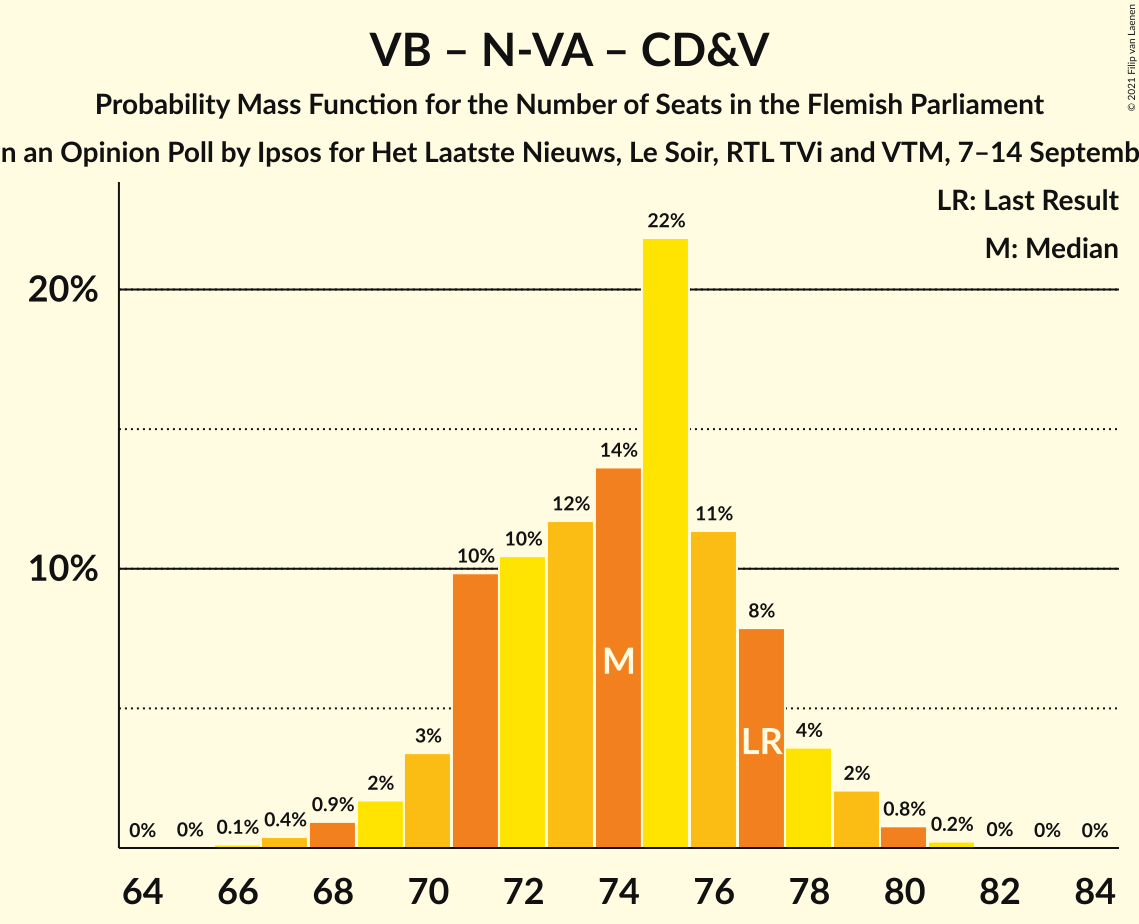 © 2021 Filip van Laenen
VB – N-VA – CD&V
Probability Mass Function for the Number of Seats in the Flemish Parliament
n an Opinion Poll by Ipsos for Het Laatste Nieuws, Le Soir, RTL TVi and VTM, 7–14 Septemb
LR: Last Result
M: Median
20%
10%
0% 0% 0.1% 0.4% 0.9% 2% 3% 10% 10% 12% 14% 22% 11% 8% 4% 2% 0.8% 0.2% 0% 0% 0%
M
LR
64 66 68 70 72 74 76 78 80 82 84